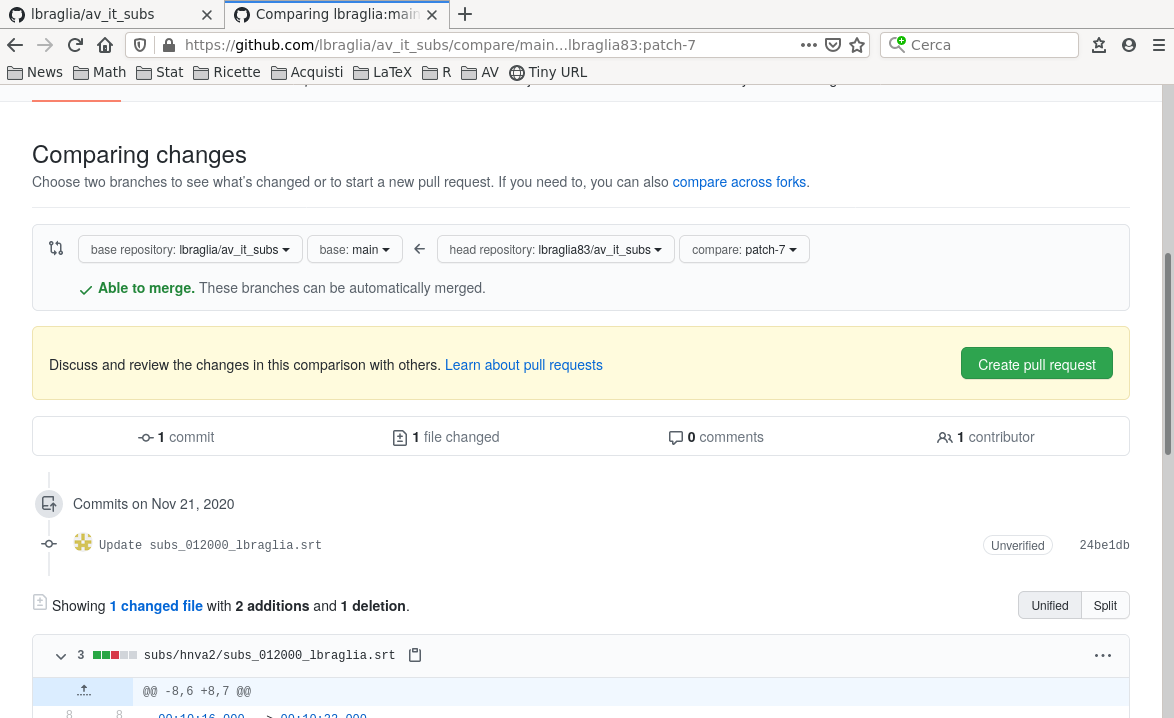 lbraglia/av_it_subs
Comparing lbraglia:main
https://github.com/lbraglia/av_it_subs/compare/main...lbraglia83:patch-7
Cerca
News Math Stat Ricette Acquisti LaTeX R AV Tiny URL
Comparing changes
Choose two branches to see what’s changed or to start a new pull request. If you need to, you can also compare across forks.
base repository: lbraglia/av_it_subs base: main head repository: lbraglia83/av_it_subs compare: patch-7
Able to merge. These branches can be automatically merged.
Discuss and review the changes in this comparison with others. Learn about pull requests
Create pull request
1 commit 1 file changed 0 comments 1 contributor
Commits on Nov 21, 2020
Update subs_012000_lbraglia.srt Unverified 24be1db
Showing 1 changed file with 2 additions and 1 deletion. Unified Split
3 subs/hnva2/subs_012000_lbraglia.srt
@@ -8,6 +8,7 @@
8 8